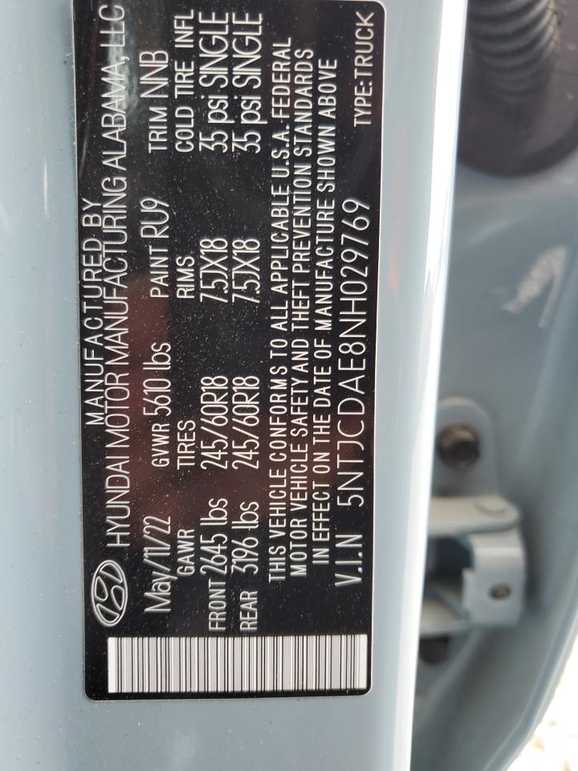 MANUFACTURED BY
HYUNDAI MOTOR MANUFACTURING ALABAMA, LLC
May/11/22 GVWR 5610 lbs PAINT RU9 TRIM NNB
GAWR TIRES RIMS COLD TIRE INFL
FRONT 2645 lbs 245/60R18 7.5JX18 35 psi SINGLE
REAR 3196 lbs 245/60R18 7.5JX18 35 psi SINGLE
THIS VEHICLE CONFORMS TO ALL APPLICABLE U.S.A. FEDERAL
MOTOR VEHICLE SAFETY AND THEFT PREVENTION STANDARDS
IN EFFECT ON THE DATE OF MANUFACTURE SHOWN ABOVE
V.I.N 5NTJCDAE8NH029769 TYPE:TRUCK